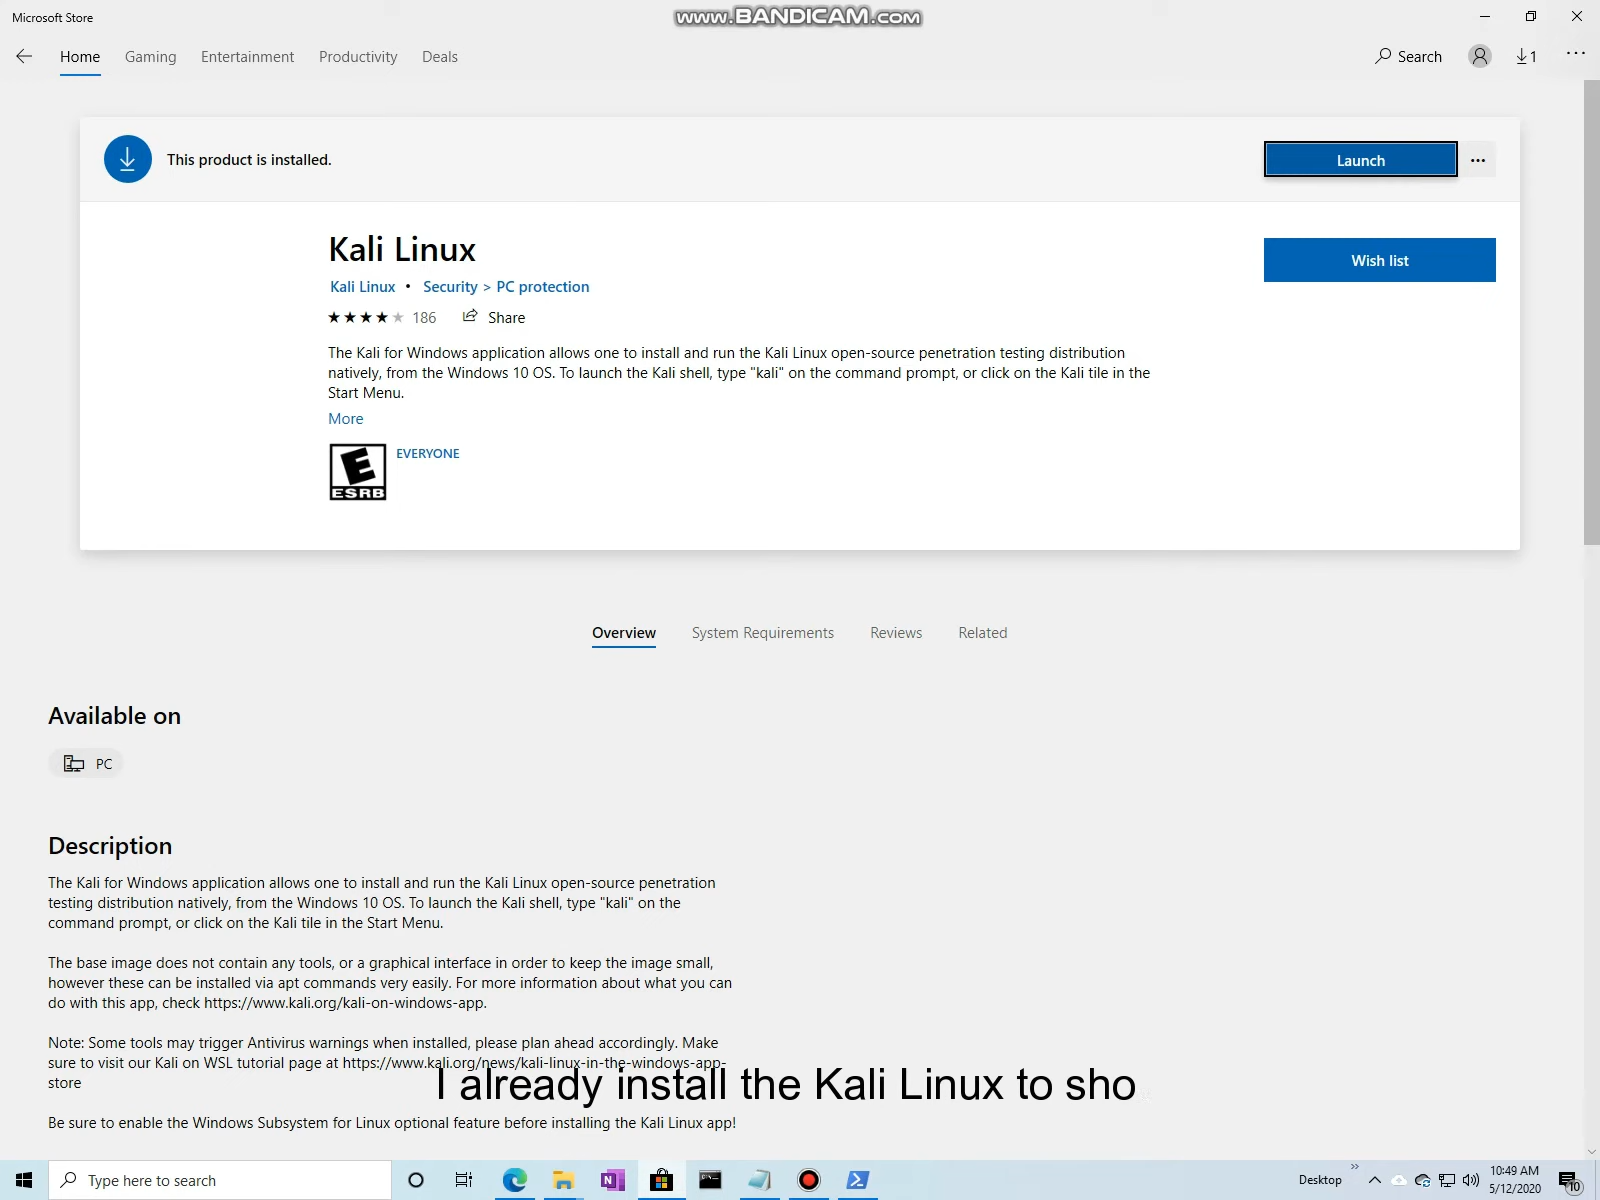 Microsoft Store
www.BANDICAM.com
Home Gaming Entertainment Productivity Deals
Search 1
This product is installed.
Launch
Kali Linux
Wish list
Kali Linux • Security > PC protection
186 Share
The Kali for Windows application allows one to install and run the Kali Linux open-source penetration testing distribution
natively, from the Windows 10 OS. To launch the Kali shell, type "kali" on the command prompt, or click on the Kali tile in the
Start Menu.
More
E
ESRB
EVERYONE
Overview System Requirements Reviews Related
Available on
PC
Description
The Kali for Windows application allows one to install and run the Kali Linux open-source penetration
testing distribution natively, from the Windows 10 OS. To launch the Kali shell, type "kali" on the
command prompt, or click on the Kali tile in the Start Menu.
The base image does not contain any tools, or a graphical interface in order to keep the image small,
however these can be installed via apt commands very easily. For more information about what you can
do with this app, check https://www.kali.org/kali-on-windows-app.
Note: Some tools may trigger Antivirus warnings when installed, please plan ahead accordingly. Make
sure to visit our Kali on WSL tutorial page at https://www.kali.org/news/kali-linux-in-the-windows-app-
store
I already install the Kali Linux to sho
Be sure to enable the Windows Subsystem for Linux optional feature before installing the Kali Linux app!
Type here to search
N
Desktop
10:49 AM
5/12/2020
10